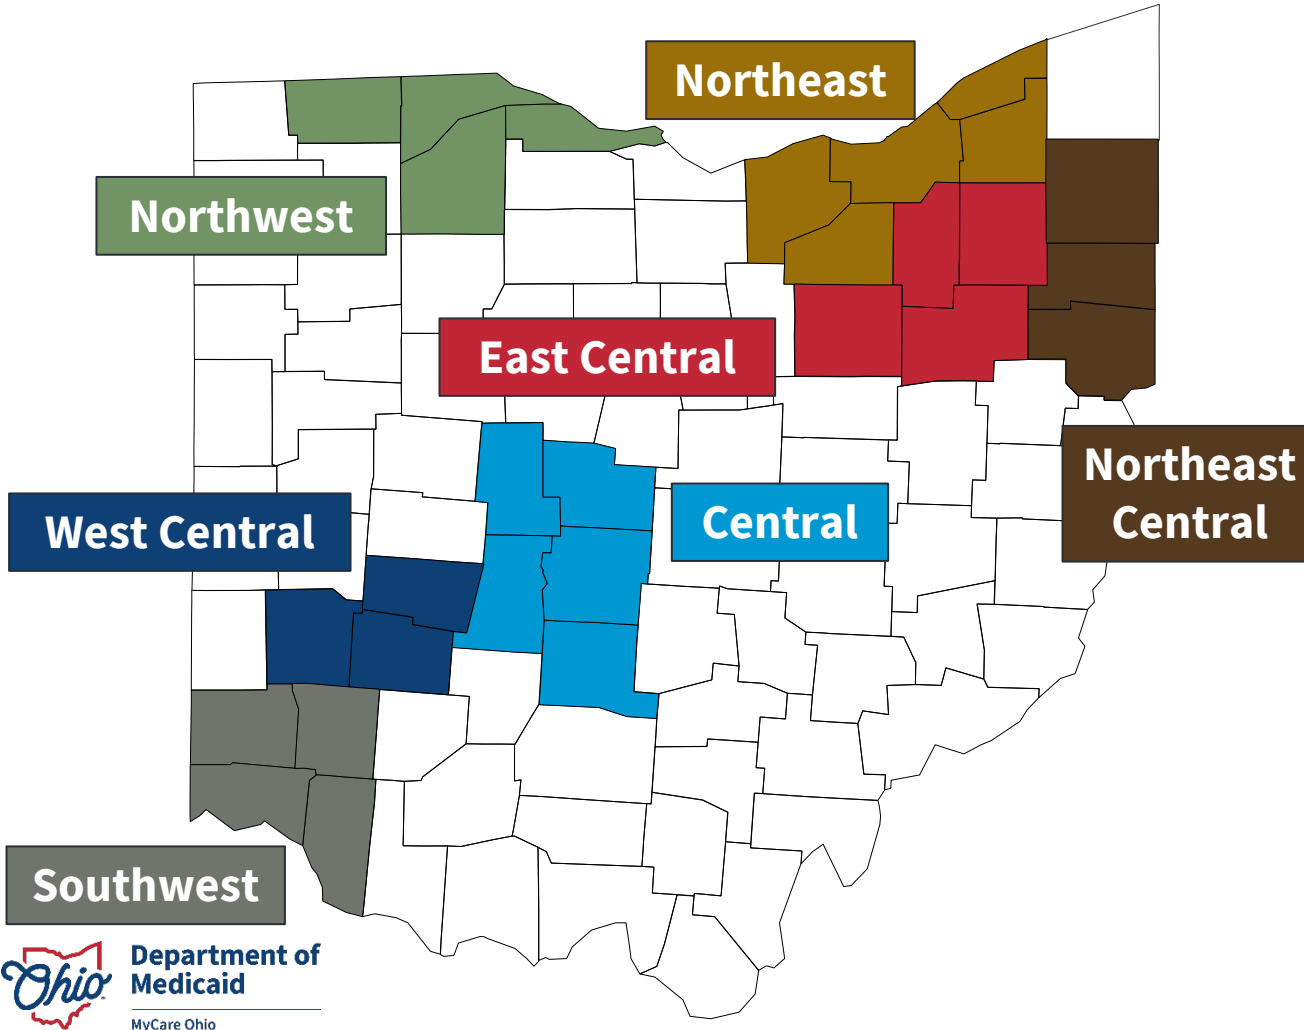 Northeast
Northwest
East Central
Northeast
Central
West Central
Central
Southwest
Ohio
Department of
Medicaid
MyCare Ohio